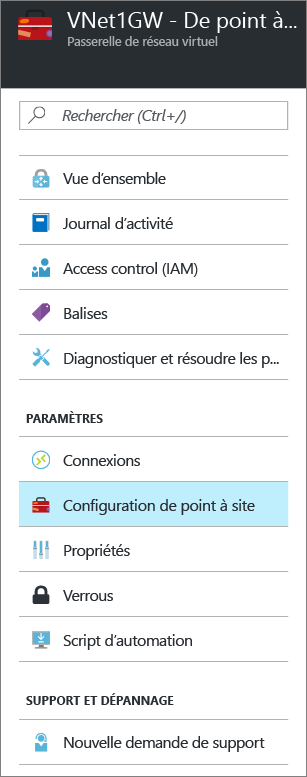 VNet1GW - De point à...
Passerelle de réseau virtuel
Rechercher (Ctrl+/)
Vue d'ensemble
Journal d'activité
Access control (IAM)
Balises
Diagnostiquer et résoudre les p...
PARAMÈTRES
Connexions
Configuration de point à site
Propriétés
Verrous
Script d'automation
SUPPORT ET DÉPANNAGE
Nouvelle demande de support